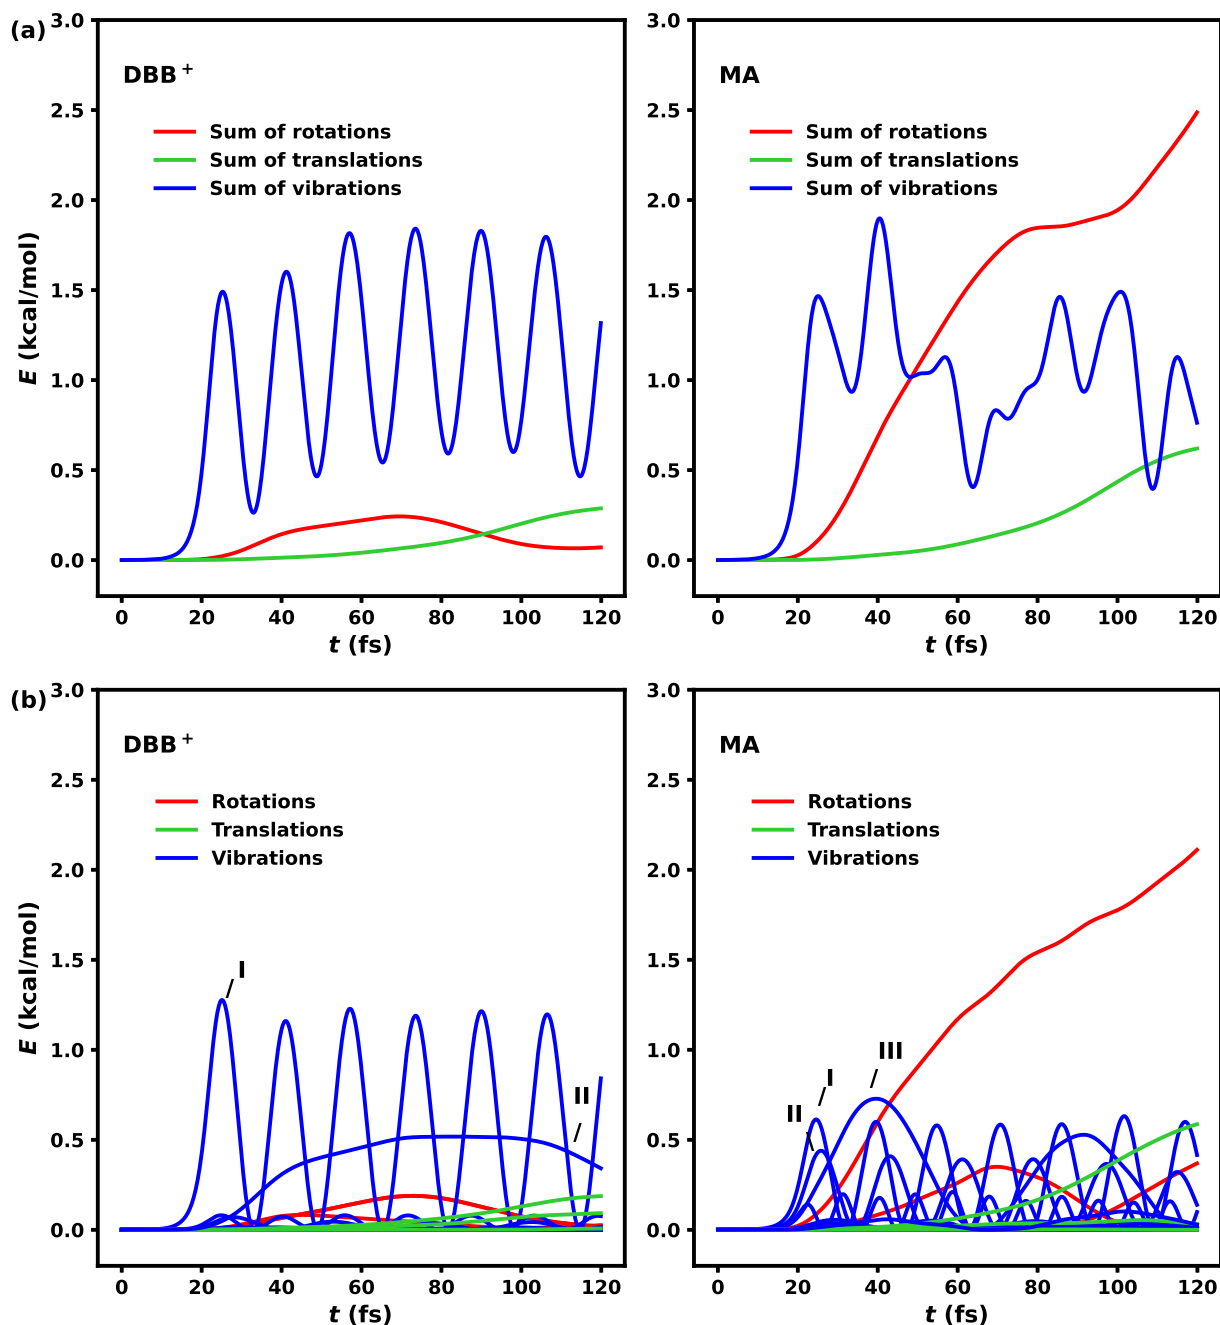 (a)
DBB+
Sum of rotations
Sum of translations
Sum of vibrations
E (kcal/mol)
3.0
2.5
2.0
1.5
1.0
0.5
0.0
0 20 40 60 80 100 120
t (fs)
MA
Sum of rotations
Sum of translations
Sum of vibrations
3.0
2.5
2.0
1.5
1.0
0.5
0.0
0 20 40 60 80 100 120
t (fs)
(b)
DBB+
Rotations
Translations
Vibrations
I
II
E (kcal/mol)
3.0
2.5
2.0
1.5
1.0
0.5
0.0
0 20 40 60 80 100 120
t (fs)
MA
Rotations
Translations
Vibrations
III
I
II
3.0
2.5
2.0
1.5
1.0
0.5
0.0
0 20 40 60 80 100 120
t (fs)